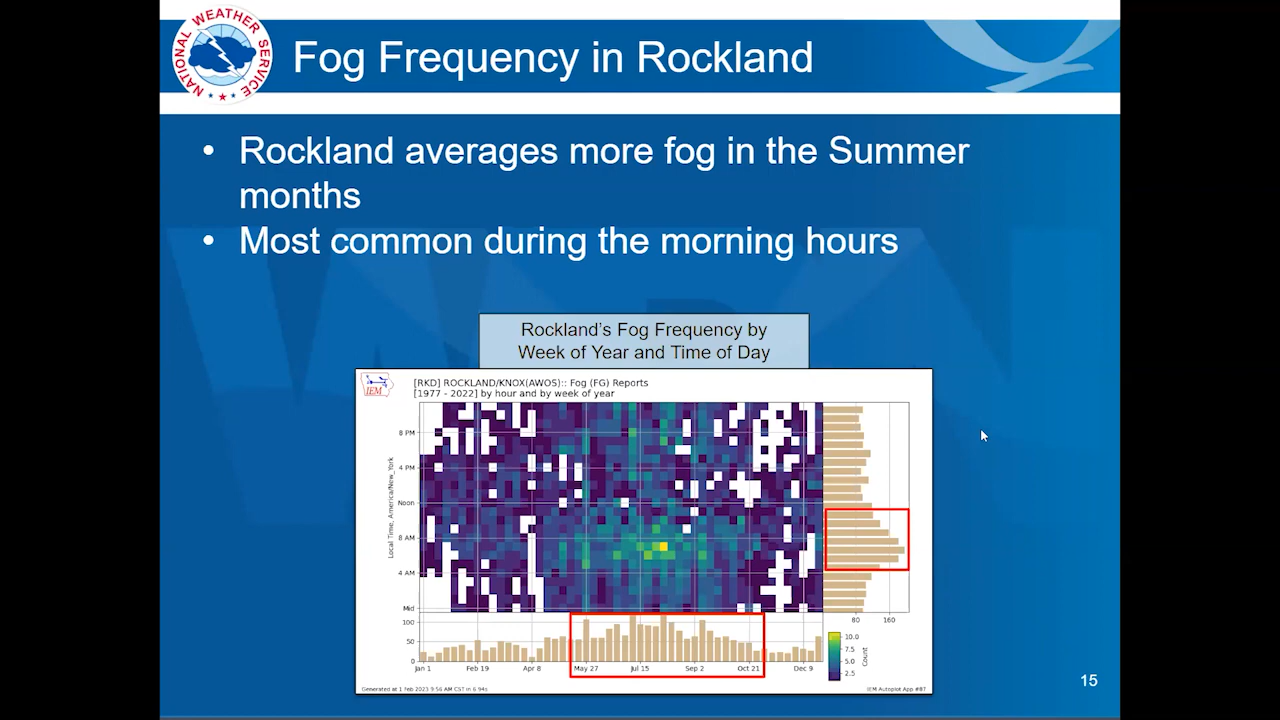 NATIONAL WEATHER SERVICE
Fog Frequency in Rockland
• Rockland averages more fog in the Summer
months
• Most common during the morning hours
Rockland's Fog Frequency by
Week of Year and Time of Day
IEM
[RKD] ROCKLAND/KNOX(AWOS):: Fog (FG) Reports
[1977 - 2022] by hour and by week of year
Local Time, America/New_York
8 PM
4 PM
Noon
8 AM
4 AM
Mid
80 160
100
50
0
Jan 1 Feb 19 Apr 8 May 27 Jul 15 Sep 2 Oct 21 Dec 9
10.0
7.5
5.0
2.5
Count
Generated at 1 Feb 2023 9:56 AM CST in 6.94s
IEM Autoplot App #87
15